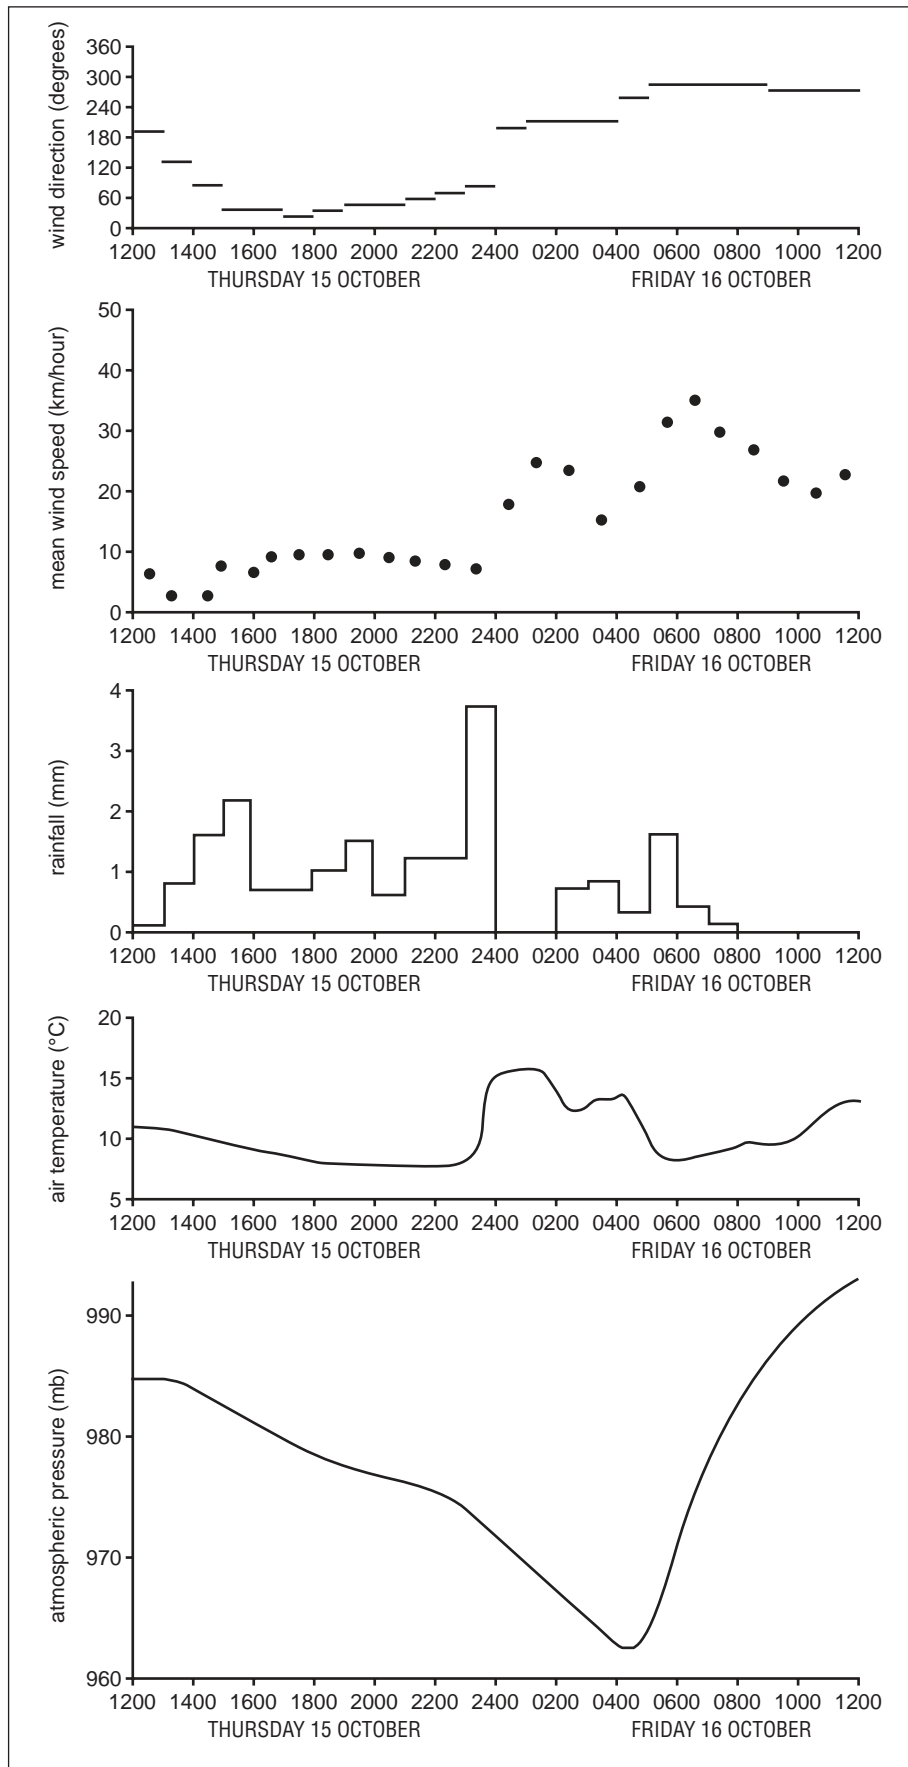 wind direction (degrees)
360
300
240
180
120
60
0
1200 1400 1600 1800 2000 2200 2400 0200 0400 0600 0800 1000 1200
THURSDAY 15 OCTOBER FRIDAY 16 OCTOBER
mean wind speed (km/hour)
50
40
30
20
10
0
1200 1400 1600 1800 2000 2200 2400 0200 0400 0600 0800 1000 1200
THURSDAY 15 OCTOBER FRIDAY 16 OCTOBER
rainfall (mm)
4
3
2
1
0
1200 1400 1600 1800 2000 2200 2400 0200 0400 0600 0800 1000 1200
THURSDAY 15 OCTOBER FRIDAY 16 OCTOBER
air temperature (°C)
20
15
10
5
1200 1400 1600 1800 2000 2200 2400 0200 0400 0600 0800 1000 1200
THURSDAY 15 OCTOBER FRIDAY 16 OCTOBER
atmospheric pressure (mb)
990
980
970
960
1200 1400 1600 1800 2000 2200 2400 0200 0400 0600 0800 1000 1200
THURSDAY 15 OCTOBER FRIDAY 16 OCTOBER